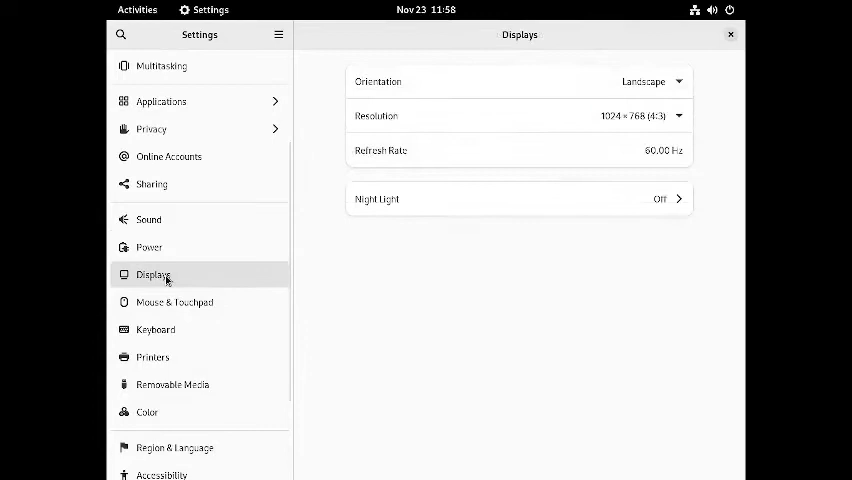 Activities
Settings
Nov 23 11:58
Settings
Displays
Multitasking
Applications
Privacy
Online Accounts
Sharing
Sound
Power
Displays
Mouse & Touchpad
Keyboard
Printers
Removable Media
Color
Region & Language
Accessibility
Orientation Landscape
Resolution 1024 × 768 (4:3)
Refresh Rate 60.00 Hz
Night Light Off